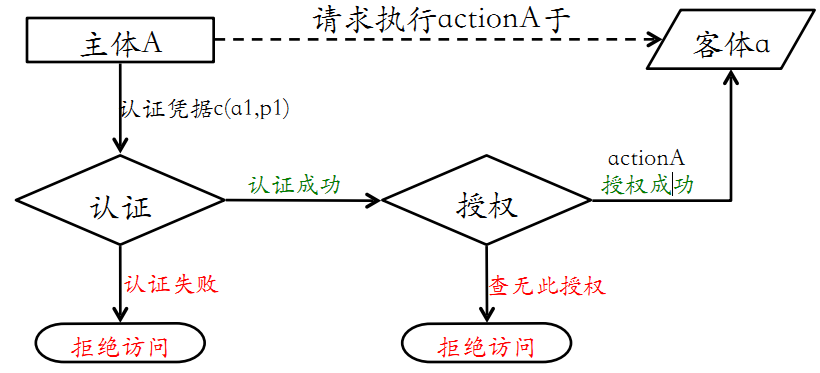 请求执行actionA于
主体A
客体a
认证凭据c(a1,p1)
actionA
认证
认证成功
授权
授权成功
认证失败
查无此授权
拒绝访问
拒绝访问